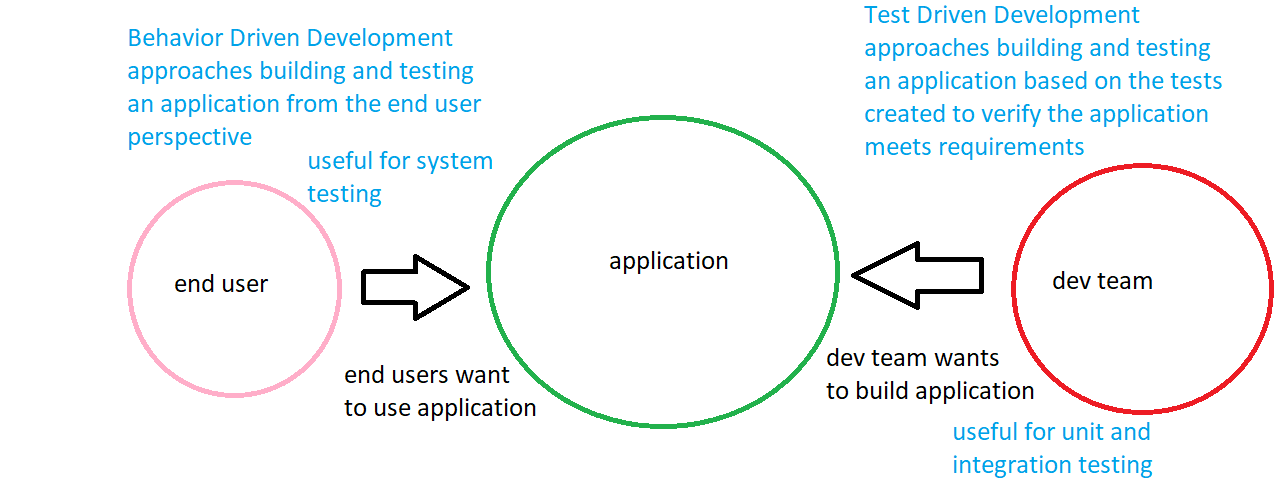 Behavior Driven Development
approaches building and testing
an application from the end user
perspective
useful for system
testing
end user
end users want
to use application
application
Test Driven Development
approaches building and testing
an application based on the tests
created to verify the application
meets requirements
dev team
dev team wants
to build application
useful for unit and
integration testing